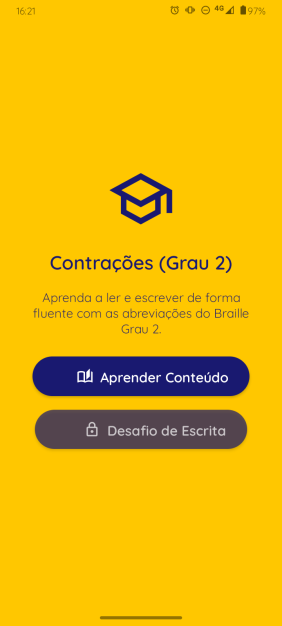 16:21
4G
97%
Contrações (Grau 2)
Aprenda a ler e escrever de forma
fluente com as abreviações do Braille
Grau 2.
Aprender Conteúdo
Desafio de Escrita